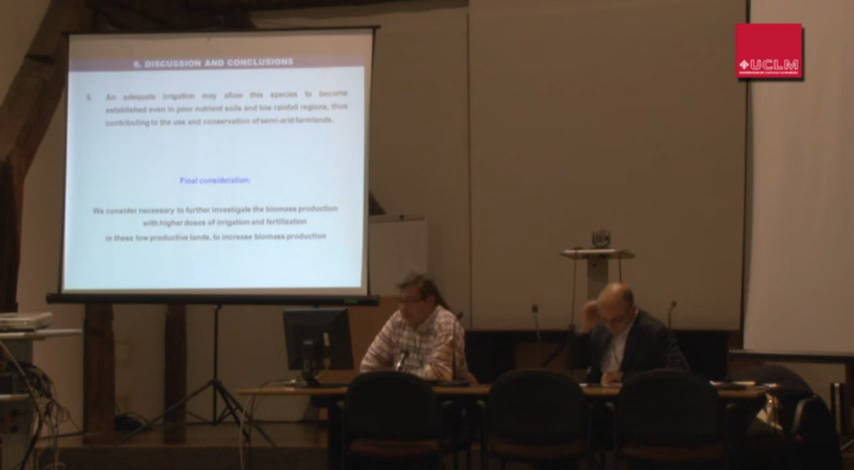 6. DISCUSSION AND CONCLUSIONS
5. An adequate irrigation may allow this species to become
established even in poor nutrient soils and low rainfall regions, thus
contributing to the use and conservation of semi-arid farmlands.
Final consideration:
We consider necessary to further investigate the biomass production
with higher doses of irrigation and fertilization
in these low productive lands, to increase biomass production
UCLM